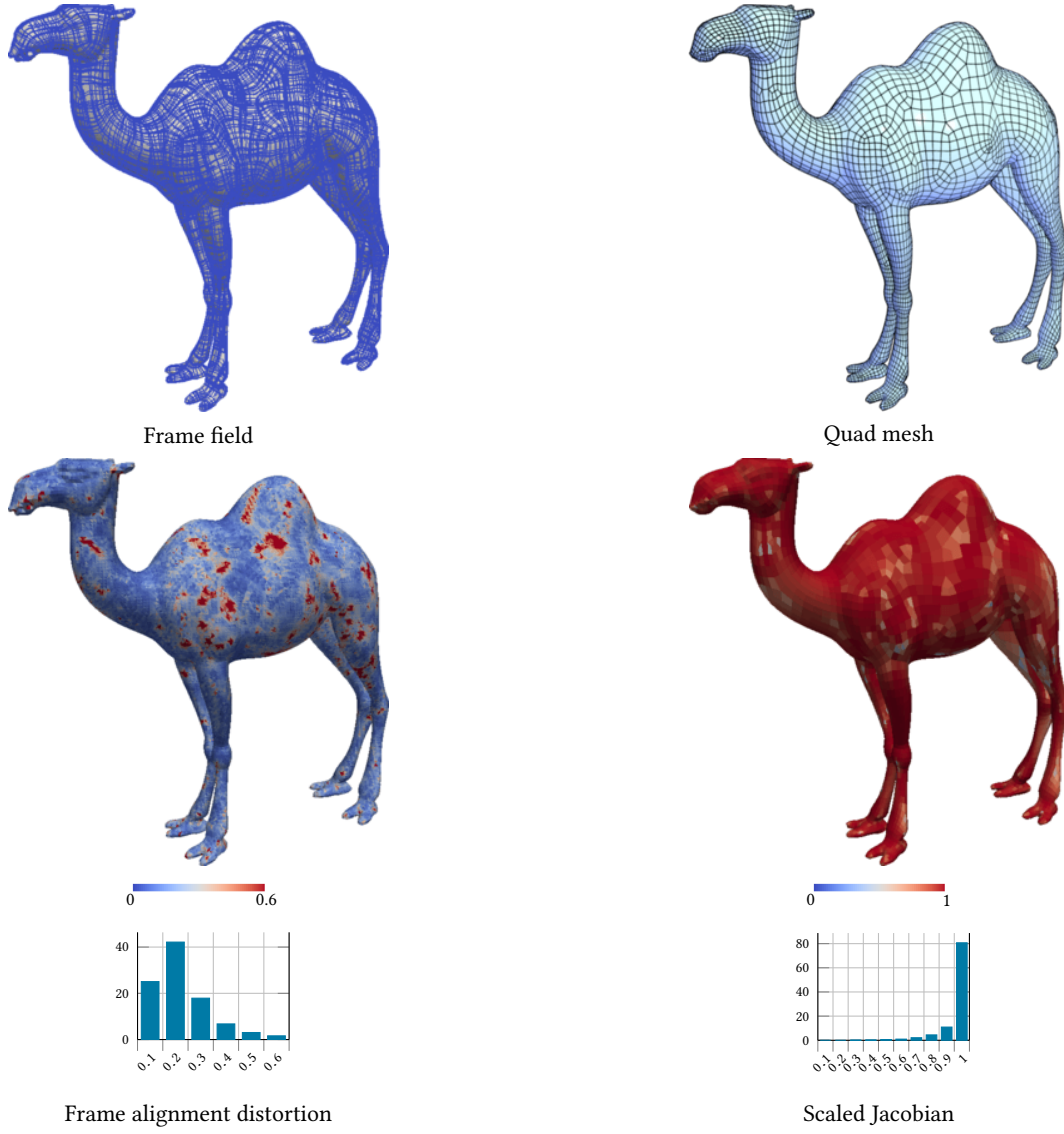 Frame field
Quad mesh
0 0.6
0 1
40
20
0
0.1 0.2 0.3 0.4 0.5 0.6
80
60
40
20
0
0.1 0.2 0.3 0.4 0.5 0.6 0.7 0.8 0.9 1
Frame alignment distortion
Scaled Jacobian